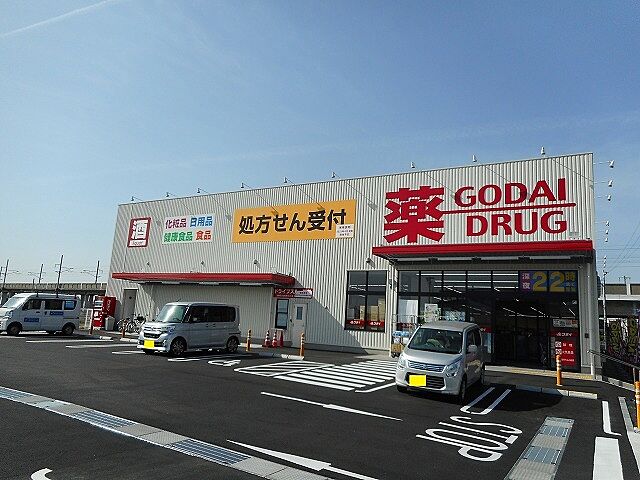 酒
化粧品 日用品
健康食品 食品
処方せん受付
薬
GODAI
DRUG
深夜
22時
STOP